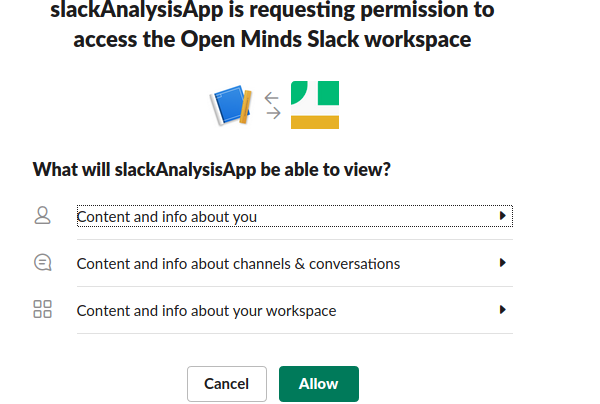 slackAnalysisApp is requesting permission to
access the Open Minds Slack workspace
What will slackAnalysisApp be able to view?
Content and info about you
Content and info about channels & conversations
Content and info about your workspace
Cancel
Allow